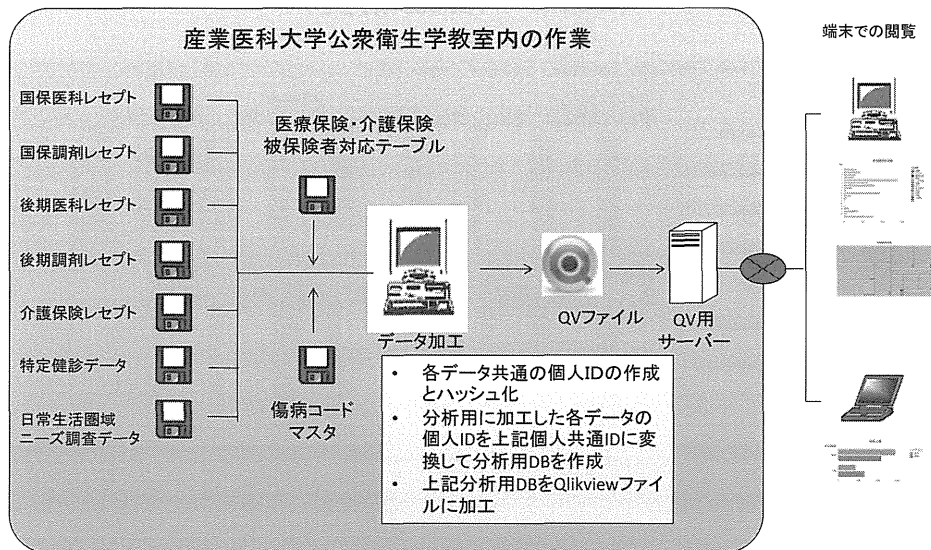 産業医科大学公衆衛生学教室内の作業
端末での閲覧
国保医科レセプト
国保調剤レセプト
後期医科レセプト
後期調剤レセプト
介護保険レセプト
特定健診データ
日常生活圏域
ニーズ調査データ
医療保険・介護保険
被保険者対応テーブル
傷病コード
マスタ
データ加工
QVファイル
QV用
サーバー
• 各データ共通の個人IDの作成
とハッシュ化
• 分析用に加工した各データの
個人IDを上記個人共通IDに変
換して分析用DBを作成
• 上記分析用DBをQlikviewファイ
ルに加工